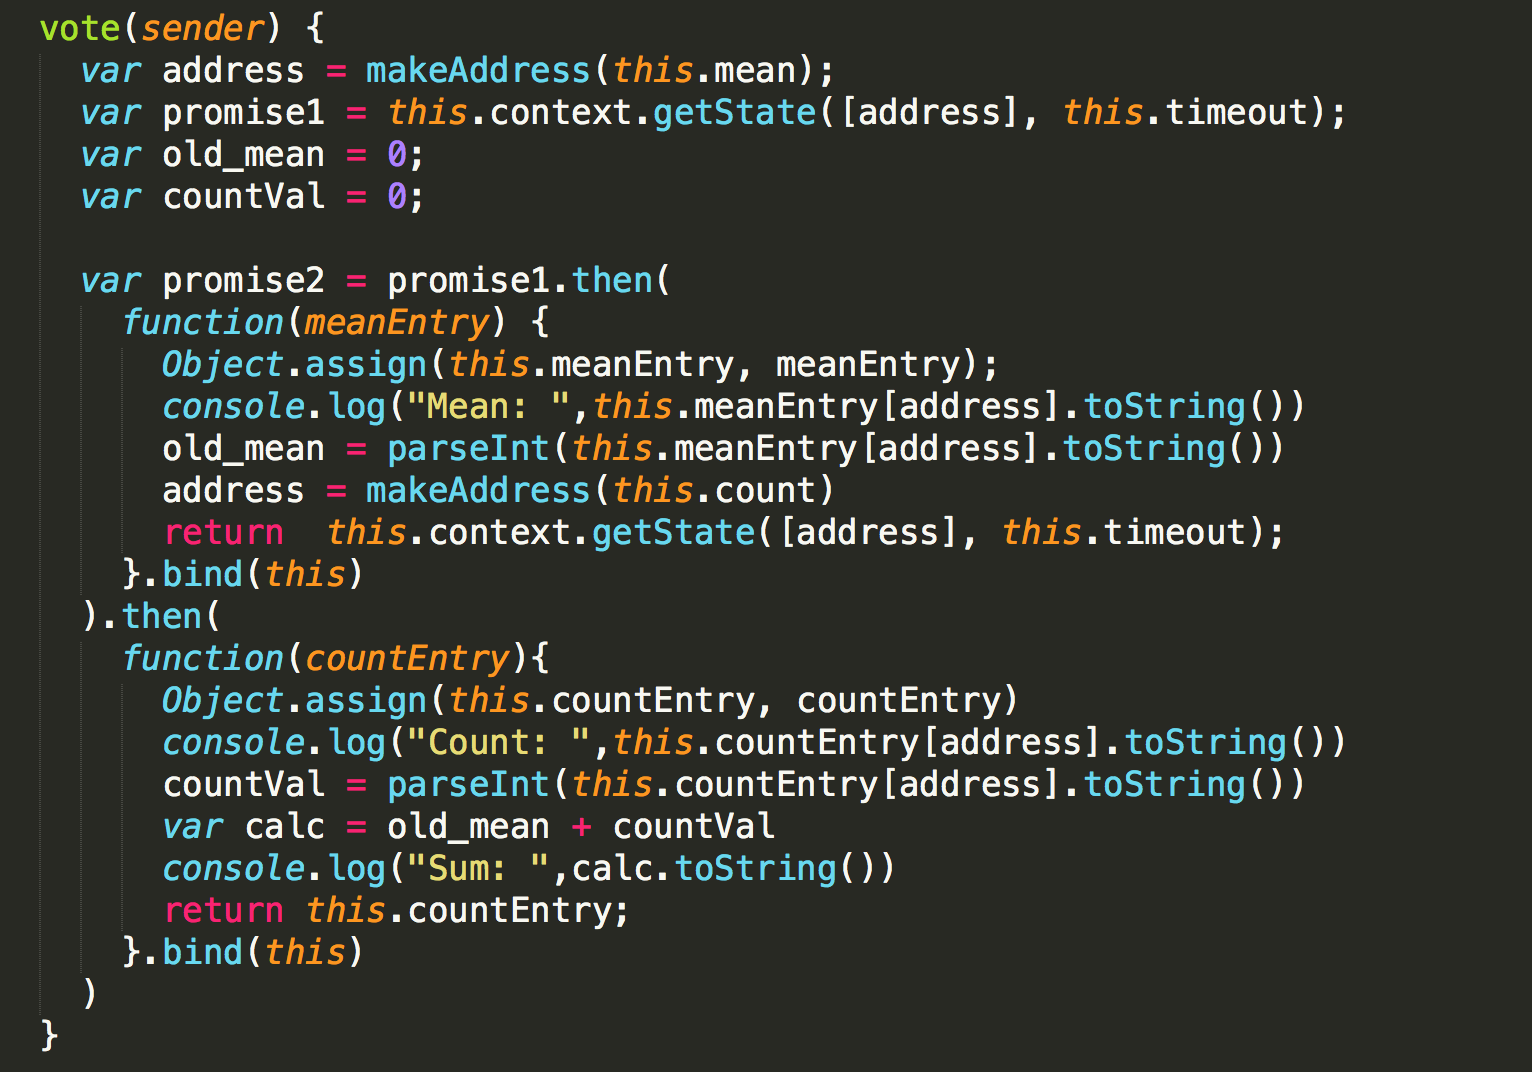 vote(sender) {
  var address = makeAddress(this.mean);
  var promise1 = this.context.getState([address], this.timeout);
  var old_mean = 0;
  var countVal = 0;

  var promise2 = promise1.then(
    function(meanEntry) {
      Object.assign(this.meanEntry, meanEntry);
      console.log("Mean: ",this.meanEntry[address].toString())
      old_mean = parseInt(this.meanEntry[address].toString())
      address = makeAddress(this.count)
      return  this.context.getState([address], this.timeout);
    }.bind(this)
  ).then(
    function(countEntry){
      Object.assign(this.countEntry, countEntry)
      console.log("Count: ",this.countEntry[address].toString())
      countVal = parseInt(this.countEntry[address].toString())
      var calc = old_mean + countVal
      console.log("Sum: ",calc.toString())
      return this.countEntry;
    }.bind(this)
  )
}